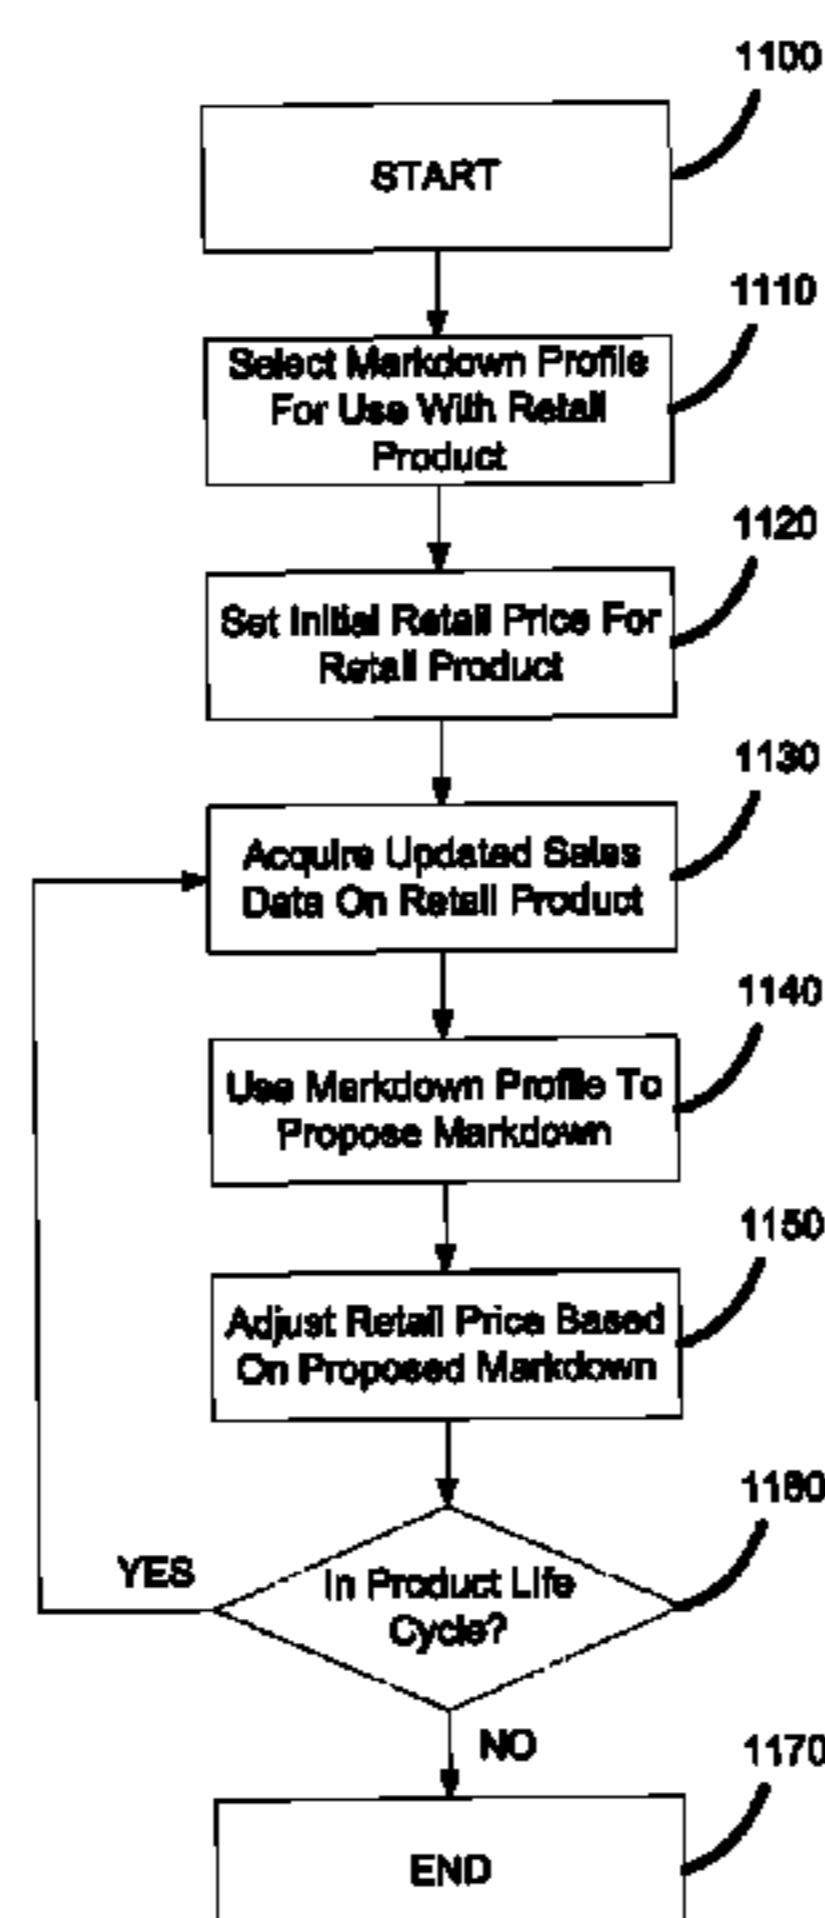 1100
START
1110
Select Markdown Profile
For Use With Retail
Product
1120
Set Initial Retail Price For
Retail Product
1130
Acquire Updated Sales
Data On Retail Product
1140
Use Markdown Profile To
Propose Markdown
1150
Adjust Retail Price Based
On Proposed Markdown
1160
YES
In Product Life
Cycle?
NO
1170
END